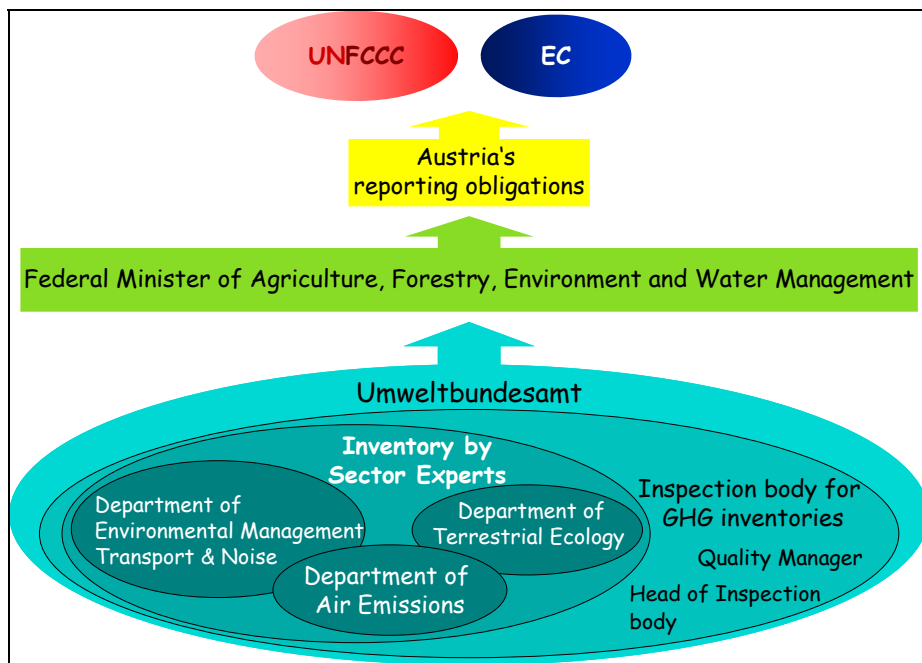 UNFCCC
EC
Austria‘s
reporting obligations
Federal Minister of Agriculture, Forestry, Environment and Water Management
Umweltbundesamt
Inventory by
Sector Experts
Department of
Environmental Management
Transport & Noise
Department of
Terrestrial Ecology
Department of
Air Emissions
Inspection body for
GHG inventories
Quality Manager
Head of Inspection
body